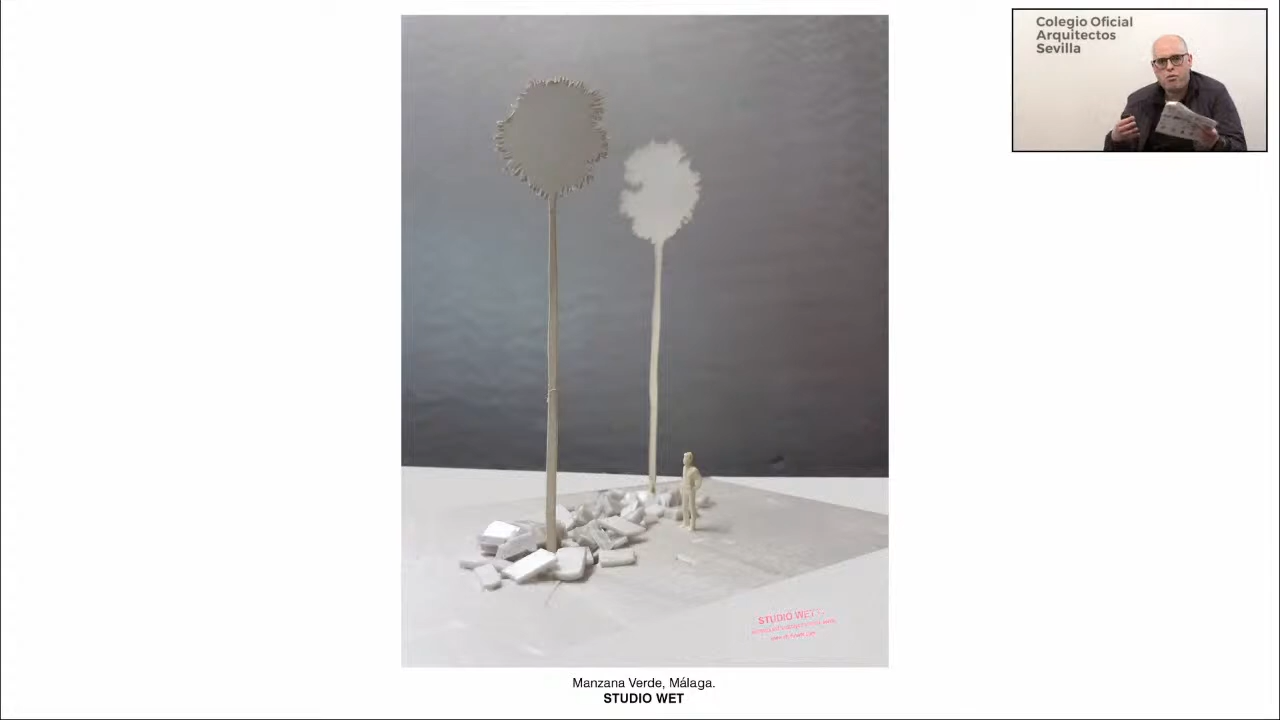 Colegio Oficial
Arquitectos
Sevilla
STUDIO WET
Manzana Verde, Málaga.
STUDIO WET